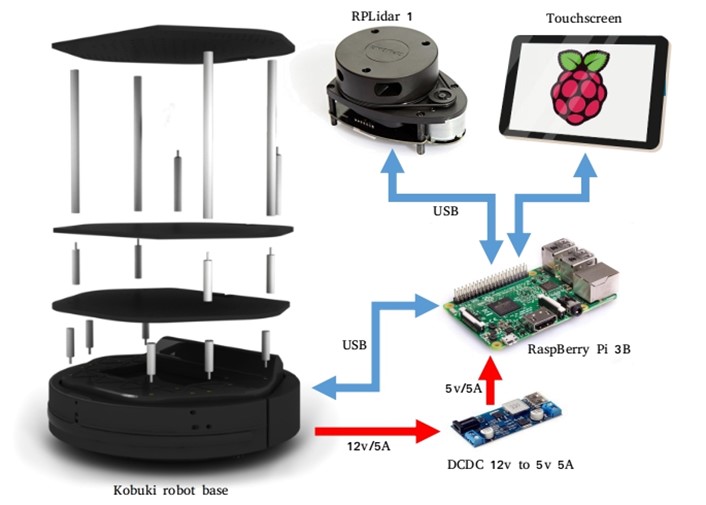 RPLidar 1
Touchscreen
USB
USB
RaspBerry Pi 3B
5v/5A
12v/5A
DCDC 12v to 5v 5A
Kobuki robot base